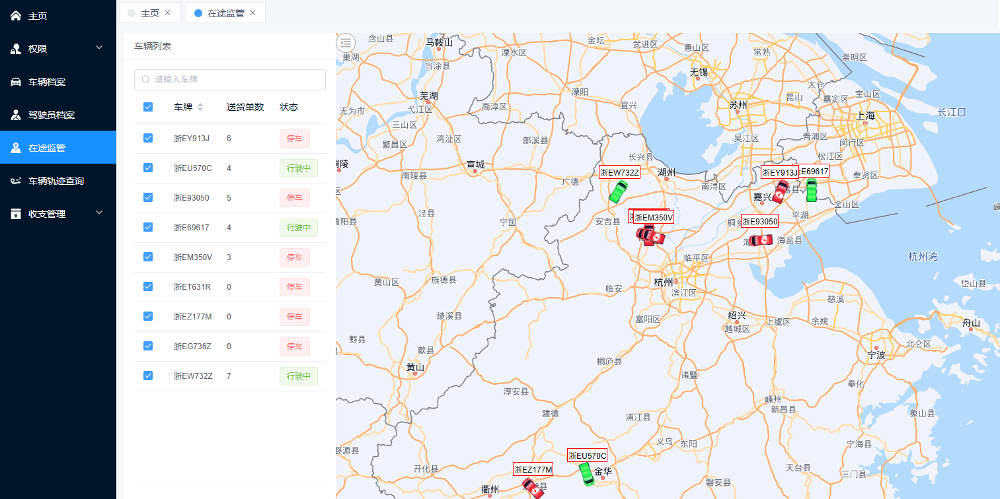 主页
权限
车辆档案
驾驶员档案
在途监管
车辆轨迹查询
收支管理
主页
在途监管
车辆列表
请输入车牌
车牌 送货单数 状态
浙EY913J 6 停车
浙EU570C 4 行驶中
浙E93050 5 停车
浙E69617 4 行驶中
浙EM350V 3 停车
浙ET631R 0 停车
浙EZ177M 0 停车
浙EG736Z 0 停车
浙EW732Z 7 行驶中
含山县
马鞍山
溧水区
金坛
武进区
惠山区
常熟
崇明区
巢湖
当涂县
无锡
太仓
芜湖
溧阳
宜兴
苏州
昆山
嘉定区
宝山区
无为市
弋江区
高淳区
长江口
三山区
上海
湾沚区
郎溪县
吴江区
青浦区
闵行区
繁昌区
长兴县
松江区
宣城
浙EW732Z
湖州
浙EY913J
E69617
奉贤区
南陵县
广德
南浔区
嘉兴
金山区
泾县
宁国
安吉县
浙EM350V
桐乡
浙E93050
平湖
海盐县
临平区
杭州湾
黄山区
旌德县
临安
杭州
滨江区
岱山县
慈溪
绩溪县
富阳区
绍兴
越城区
上虞区
余姚
舟山
黟县
歙县
北仑区
宁波
黄山
桐庐县
诸暨
奉化
淳安县
嵊州
新昌县
建德
浦江县
象山县
义乌
东阳
宁海县
婺源县
浙EU570C
开化县
浙EZ177M
金华
天台县
三门县
衢州
磐安县